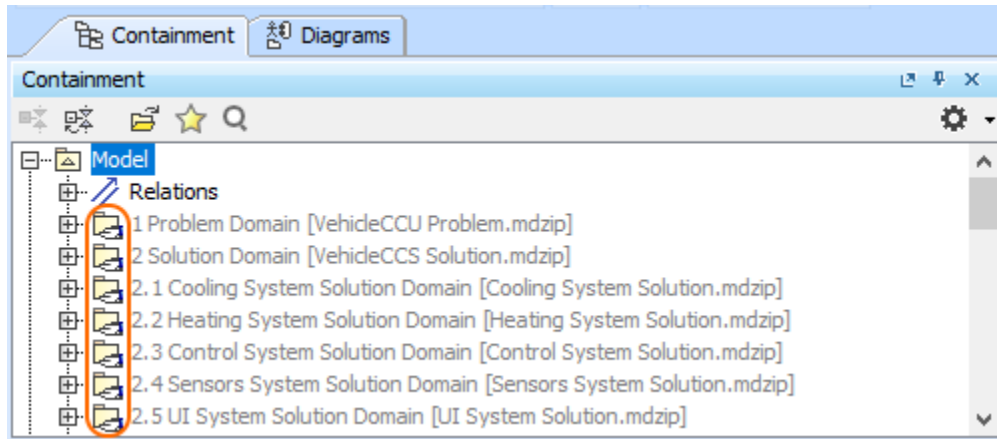 Containment Diagrams
Containment
Model
Relations
1 Problem Domain [VehicleCCU Problem.mdzip]
2 Solution Domain [VehicleCCS Solution.mdzip]
2.1 Cooling System Solution Domain [Cooling System Solution.mdzip]
2.2 Heating System Solution Domain [Heating System Solution.mdzip]
2.3 Control System Solution Domain [Control System Solution.mdzip]
2.4 Sensors System Solution Domain [Sensors System Solution.mdzip]
2.5 UI System Solution Domain [UI System Solution.mdzip]